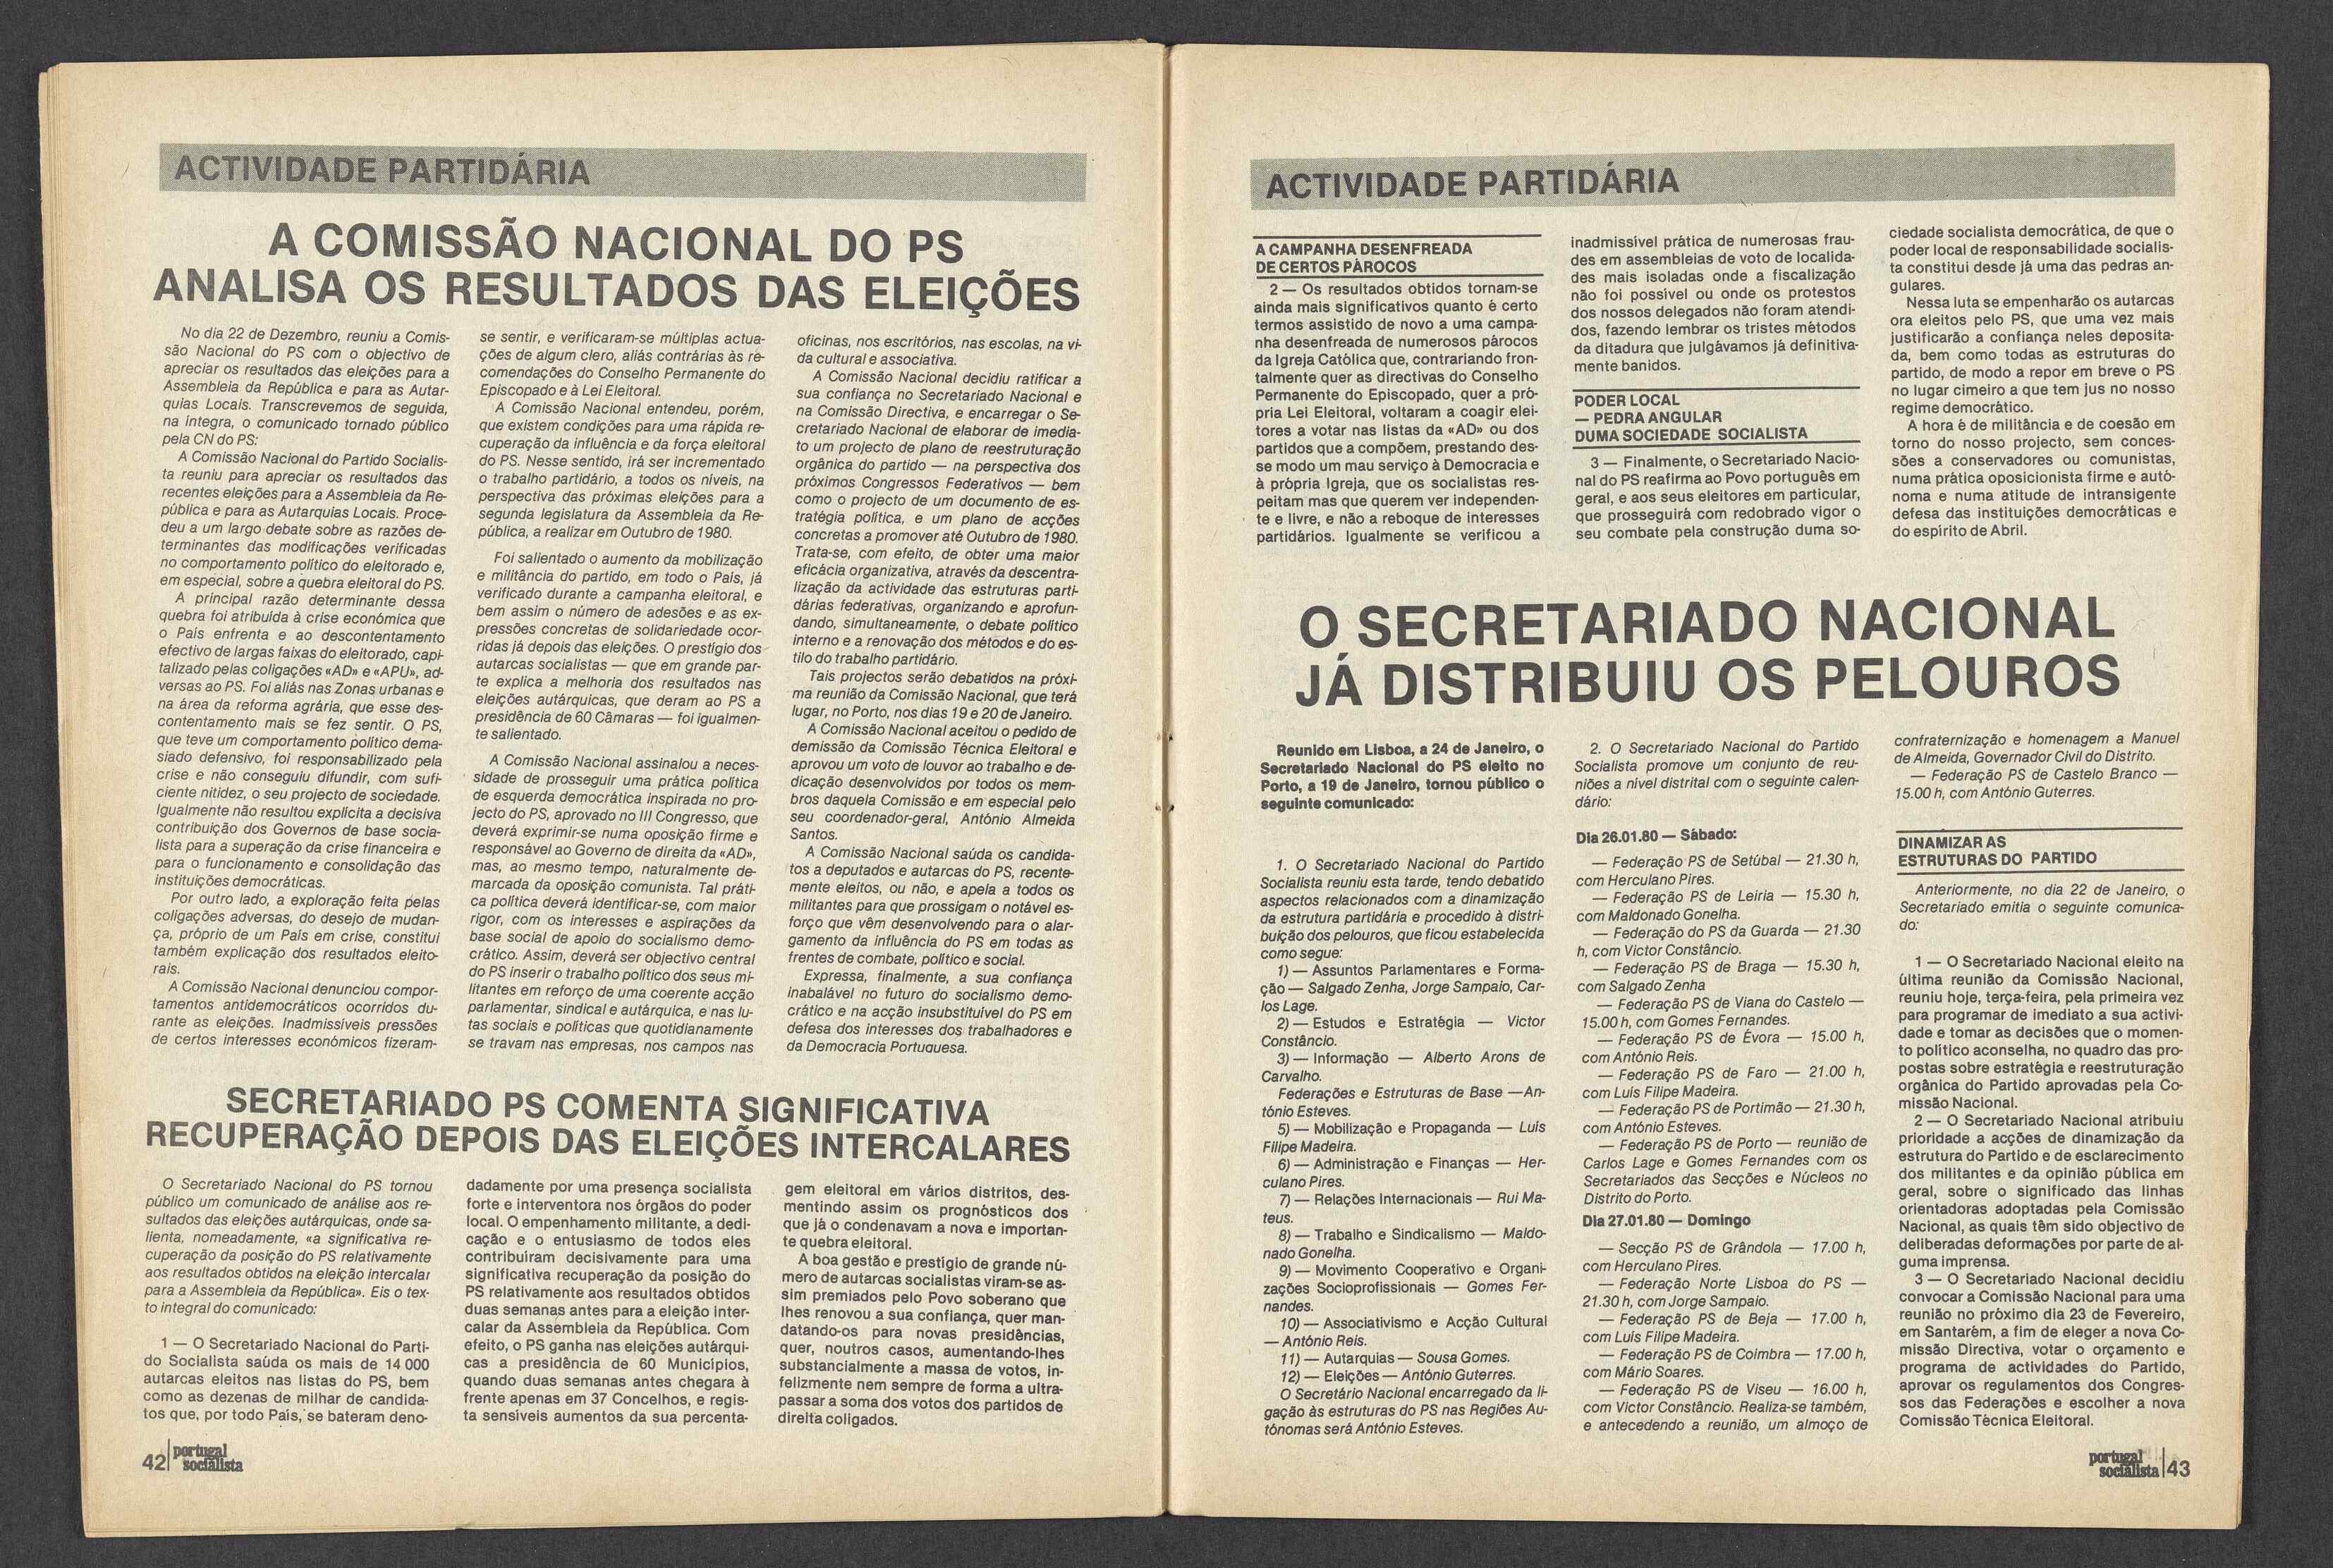 ACTIVIDADE PARTIDÁRIA
A COMISSÃO NACIONAL DO PS
ANALISA OS RESULTADOS DAS ELEIÇÕES
No dia 22 de Dezembro, reuniu a Comis-
são Nacional do PS com o objectivo de
apreciar os resultados das eleições para a
Assembleia da República e para as Autar-
quias Locais. Transcrevemos de seguida,
na íntegra, o comunicado tornado público
pela CN do PS:
A Comissão Nacional do Partido Socialis-
ta reuniu para apreciar os resultados das
recentes eleições para a Assembleia da Re-
pública e para as Autarquias Locais. Proce-
deu a um largo debate sobre as razões de-
terminantes das modificações verificadas
no comportamento político do eleitorado e,
em especial, sobre a quebra eleitoral do PS.
A principal razão determinante dessa
quebra foi atribuída à crise económica que
o País enfrenta e ao descontentamento
efectivo de largas faixas do eleitorado, capi-
talizado pelas coligações «AD» e «APU», ad-
versas ao PS. Foi aliás nas Zonas urbanas e
na área da reforma agrária, que esse des-
contentamento mais se fez sentir. O PS,
que teve um comportamento político dema-
siado defensivo, foi responsabilizado pela
crise e não conseguiu difundir, com sufi-
ciente nitidez, o seu projecto de sociedade.
Igualmente não resultou explícita a decisiva
contribuição dos Governos de base socia-
lista para a superação da crise financeira e
para o funcionamento e consolidação das
instituições democráticas.
Por outro lado, a exploração feita pelas
coligações adversas, do desejo de mudan-
ça, próprio de um País em crise, constitui
também explicação dos resultados eleito-
rais.
A Comissão Nacional denunciou compor-
tamentos antidemocráticos ocorridos du-
rante as eleições. Inadmissíveis pressões
de certos interesses económicos fizeram-
se sentir, e verificaram-se múltiplas actua-
ções de algum clero, aliás contrárias às re-
comendações do Conselho Permanente do
Episcopado e à Lei Eleitoral.
A Comissão Nacional entendeu, porém,
que existem condições para uma rápida re-
cuperação da influência e da força eleitoral
do PS. Nesse sentido, irá ser incrementado
o trabalho partidário, a todos os níveis, na
perspectiva das próximas eleições para a
segunda legislatura da Assembleia da Re-
pública, a realizar em Outubro de 1980.
Foi salientado o aumento da mobilização
e militância do partido, em todo o País, já
verificado durante a campanha eleitoral, e
bem assim o número de adesões e as ex-
pressões concretas de solidariedade ocor-
ridas já depois das eleições. O prestígio dos
autarcas socialistas — que em grande par-
te explica a melhoria dos resultados nas
eleições autárquicas, que deram ao PS a
presidência de 60 Câmaras — foi igualmen-
te salientado.
A Comissão Nacional assinalou a neces-
sidade de prosseguir uma prática política
de esquerda democrática inspirada no pro-
jecto do PS, aprovado no III Congresso, que
deverá exprimir-se numa oposição firme e
responsável ao Governo de direita da «AD»,
mas, ao mesmo tempo, naturalmente de-
marcada da oposição comunista. Tal práti-
ca política deverá identificar-se, com maior
rigor, com os interesses e aspirações da
base social de apoio do socialismo demo-
crático. Assim, deverá ser objectivo central
do PS inserir o trabalho político dos seus mi-
litantes em reforço de uma coerente acção
parlamentar, sindical e autárquica, e nas lu-
tas sociais e políticas que quotidianamente
se travam nas empresas, nos campos nas
oficinas, nos escritórios, nas escolas, na vi-
da cultural e associativa.
A Comissão Nacional decidiu ratificar a
sua confiança no Secretariado Nacional e
na Comissão Directiva, e encarregar o Se-
cretariado Nacional de elaborar de imedia-
to um projecto de plano de reestruturação
orgânica do partido — na perspectiva dos
próximos Congressos Federativos — bem
como o projecto de um documento de es-
tratégia política, e um plano de acções
concretas a promover até Outubro de 1980.
Trata-se, com efeito, de obter uma maior
eficácia organizativa, através da descentra-
lização da actividade das estruturas parti-
dárias federativas, organizando e aprofun-
dando, simultaneamente, o debate político
interno e a renovação dos métodos e do es-
tilo do trabalho partidário.
Tais projectos serão debatidos na próxi-
ma reunião da Comissão Nacional, que terá
lugar, no Porto, nos dias 19 e 20 de Janeiro.
A Comissão Nacional aceitou o pedido de
demissão da Comissão Técnica Eleitoral e
aprovou um voto de louvor ao trabalho e de-
dicação desenvolvidos por todos os mem-
bros daquela Comissão e em especial pelo
seu coordenador-geral, António Almeida
Santos.
A Comissão Nacional saúda os candida-
tos a deputados e autarcas do PS, recente-
mente eleitos, ou não, e apela a todos os
militantes para que prossigam o notável es-
forço que vêm desenvolvendo para o alar-
gamento da influência do PS em todas as
frentes de combate, político e social.
Expressa, finalmente, a sua confiança
inabalável no futuro do socialismo demo-
crático e na acção insubstituível do PS em
defesa dos interesses dos trabalhadores e
da Democracia Portuguesa.
SECRETARIADO PS COMENTA SIGNIFICATIVA
RECUPERAÇÃO DEPOIS DAS ELEIÇÕES INTERCALARES
O Secretariado Nacional do PS tornou
público um comunicado de análise aos re-
sultados das eleições autárquicas, onde sa-
lienta, nomeadamente, «a significativa re-
cuperação da posição do PS relativamente
aos resultados obtidos na eleição intercalar
para a Assembleia da República». Eis o tex-
to integral do comunicado:
1 — O Secretariado Nacional do Parti-
do Socialista saúda os mais de 14 000
autarcas eleitos nas listas do PS, bem
como as dezenas de milhar de candida-
tos que, por todo País, se bateram deno-
dadamente por uma presença socialista
forte e interventora nos órgãos do poder
local. O empenhamento militante, a dedi-
cação e o entusiasmo de todos eles
contribuíram decisivamente para uma
significativa recuperação da posição do
PS relativamente aos resultados obtidos
duas semanas antes para a eleição inter-
calar da Assembleia da República. Com
efeito, o PS ganha nas eleições autárqui-
cas a presidência de 60 Municípios,
quando duas semanas antes chegara à
frente apenas em 37 Concelhos, e regis-
ta sensíveis aumentos da sua percenta-
gem eleitoral em vários distritos, des-
mentindo assim os prognósticos dos
que já o condenavam a nova e importan-
te quebra eleitoral.
A boa gestão e prestígio de grande nú-
mero de autarcas socialistas viram-se as-
sim premiados pelo Povo soberano que
lhes renovou a sua confiança, quer man-
datando-os para novas presidências,
quer, noutros casos, aumentando-lhes
substancialmente a massa de votos, in-
felizmente nem sempre de forma a ultra-
passar a soma dos votos dos partidos de
direita coligados.
42 portugal
socialista
ACTIVIDADE PARTIDÁRIA
A CAMPANHA DESENFREADA
DE CERTOS PÁROCOS
2 — Os resultados obtidos tornam-se
ainda mais significativos quanto é certo
termos assistido de novo a uma campa-
nha desenfreada de numerosos párocos
da Igreja Católica que, contrariando fron-
talmente quer as directivas do Conselho
Permanente do Episcopado, quer a pró-
pria Lei Eleitoral, voltaram a coagir elei-
tores a votar nas listas da «AD» ou dos
partidos que a compõem, prestando des-
se modo um mau serviço à Democracia e
à própria Igreja, que os socialistas res-
peitam mas que querem ver independen-
te e livre, e não a reboque de interesses
partidários. Igualmente se verificou a
inadmissível prática de numerosas frau-
des em assembleias de voto de localida-
des mais isoladas onde a fiscalização
não foi possível ou onde os protestos
dos nossos delegados não foram atendi-
dos, fazendo lembrar os tristes métodos
da ditadura que julgávamos já definitiva-
mente banidos.
PODER LOCAL
— PEDRA ANGULAR
DUMA SOCIEDADE SOCIALISTA
3 — Finalmente, o Secretariado Nacio-
nal do PS reafirma ao Povo português em
geral, e aos seus eleitores em particular,
que prosseguirá com redobrado vigor o
seu combate pela construção duma so-
ciedade socialista democrática, de que o
poder local de responsabilidade socialis-
ta constitui desde já uma das pedras an-
gulares.
Nessa luta se empenharão os autarcas
ora eleitos pelo PS, que uma vez mais
justificarão a confiança neles deposita-
da, bem como todas as estruturas do
partido, de modo a repor em breve o PS
no lugar cimeiro a que tem jus no nosso
regime democrático.
A hora é de militância e de coesão em
torno do nosso projecto, sem conces-
sões a conservadores ou comunistas,
numa prática oposicionista firme e autó-
noma e numa atitude de intransigente
defesa das instituições democráticas e
do espírito de Abril.
O SECRETARIADO NACIONAL
JÁ DISTRIBUIU OS PELOUROS
Reunido em Lisboa, a 24 de Janeiro, o
Secretariado Nacional do PS eleito no
Porto, a 19 de Janeiro, tornou público o
seguinte comunicado:
1. O Secretariado Nacional do Partido
Socialista reuniu esta tarde, tendo debatido
aspectos relacionados com a dinamização
da estrutura partidária e procedido à distri-
buição dos pelouros, que ficou estabelecida
como segue:
1) — Assuntos Parlamentares e Forma-
ção — Salgado Zenha, Jorge Sampaio, Car-
los Lage.
2) — Estudos e Estratégia — Victor
Constâncio.
3) — Informação — Alberto Arons de
Carvalho.
Federações e Estruturas de Base —An-
tónio Esteves.
5) — Mobilização e Propaganda — Luís
Filipe Madeira.
6) — Administração e Finanças — Her-
culano Pires.
7) — Relações Internacionais — Rui Ma-
teus.
8) — Trabalho e Sindicalismo — Maldo-
nado Gonelha.
9) — Movimento Cooperativo e Organi-
zações Socioprofissionais — Gomes Fer-
nandes.
10) — Associativismo e Acção Cultural
— António Reis.
11) — Autarquias — Sousa Gomes.
12) — Eleições — António Guterres.
O Secretário Nacional encarregado da li-
gação às estruturas do PS nas Regiões Au-
tónomas será António Esteves.
2. O Secretariado Nacional do Partido
Socialista promove um conjunto de reu-
niões a nível distrital com o seguinte calen-
dário:
Dia 26.01.80 — Sábado:
— Federação PS de Setúbal — 21.30 h,
com Herculano Pires.
— Federação PS de Leiria — 15.30 h,
com Maldonado Gonelha.
— Federação do PS da Guarda — 21.30
h, com Victor Constâncio.
— Federação PS de Braga — 15.30 h,
com Salgado Zenha
— Federação PS de Viana do Castelo —
15.00 h, com Gomes Fernandes.
— Federação PS de Évora — 15.00 h,
com António Reis.
— Federação PS de Faro — 21.00 h,
com Luís Filipe Madeira.
— Federação PS de Portimão — 21.30 h,
com António Esteves.
— Federação PS de Porto — reunião de
Carlos Lage e Gomes Fernandes com os
Secretariados das Secções e Núcleos no
Distrito do Porto.
Dia 27.01.80 — Domingo
— Secção PS de Grândola — 17.00 h,
com Herculano Pires.
— Federação Norte Lisboa do PS —
21.30 h, com Jorge Sampaio.
— Federação PS de Beja — 17.00 h,
com Luís Filipe Madeira.
— Federação PS de Coimbra — 17.00 h,
com Mário Soares.
— Federação PS de Viseu — 16.00 h,
com Victor Constâncio. Realiza-se também,
e antecedendo a reunião, um almoço de
confraternização e homenagem a Manuel
de Almeida, Governador Civil do Distrito.
— Federação PS de Castelo Branco —
15.00 h, com António Guterres.
DINAMIZAR AS
ESTRUTURAS DO PARTIDO
Anteriormente, no dia 22 de Janeiro, o
Secretariado emitia o seguinte comunica-
do:
1 — O Secretariado Nacional eleito na
última reunião da Comissão Nacional,
reuniu hoje, terça-feira, pela primeira vez
para programar de imediato a sua activi-
dade e tomar as decisões que o momen-
to político aconselha, no quadro das pro-
postas sobre estratégia e reestruturação
orgânica do Partido aprovadas pela Co-
missão Nacional.
2 — O Secretariado Nacional atribuiu
prioridade a acções de dinamização da
estrutura do Partido e de esclarecimento
dos militantes e da opinião pública em
geral, sobre o significado das linhas
orientadoras adoptadas pela Comissão
Nacional, as quais têm sido objectivo de
deliberadas deformações por parte de al-
guma imprensa.
3 — O Secretariado Nacional decidiu
convocar a Comissão Nacional para uma
reunião no próximo dia 23 de Fevereiro,
em Santarém, a fim de eleger a nova Co-
missão Directiva, votar o orçamento e
programa de actividades do Partido,
aprovar os regulamentos dos Congres-
sos das Federações e escolher a nova
Comissão Técnica Eleitoral.
portugal
socialista 43